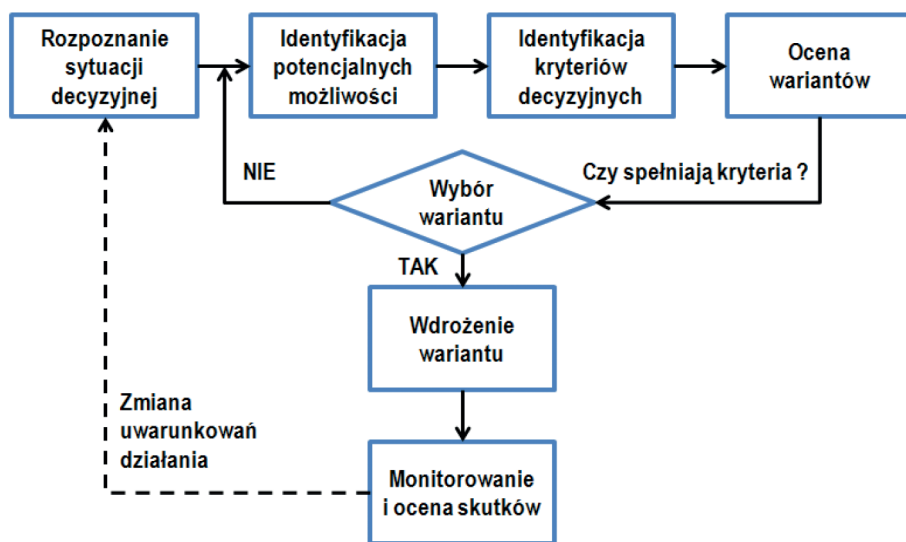 Rozpoznanie
sytuacji
decyzyjnej
Identyfikacja
potencjalnych
możliwości
Identyfikacja
kryteriów
decyzyjnych
Ocena
wariantów
Czy spełniają kryteria ?
NIE
Wybór
wariantu
TAK
Wdrożenie
wariantu
Zmiana
uwarunkowań
działania
Monitorowanie
i ocena skutków